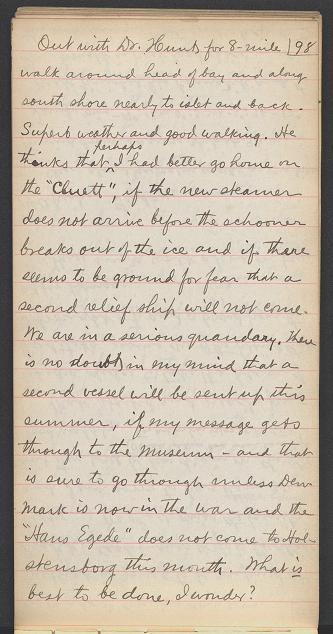 Out with Dr. Hunt for 8-mile 198
walk around head of bay and along
south shore nearly to islet and back.
Superb weather and good walking. He
thinks that perhaps I had better go home on
the "Cluett", if the new steamer
does not arrive before the schooner
breaks out of the ice and if there
seems to be ground for fear that a
second relief ship will not come.
We are in a serious quandary. There
is no doubt in my mind that a
second vessel will be sent up this
summer, if my message gets
through to the Museum - and that
is sure to go through unless Den-
mark is now in the war and the
"Hans Egede" does not come to Hol-
stensborg this month. What is
best to be done, I wonder?